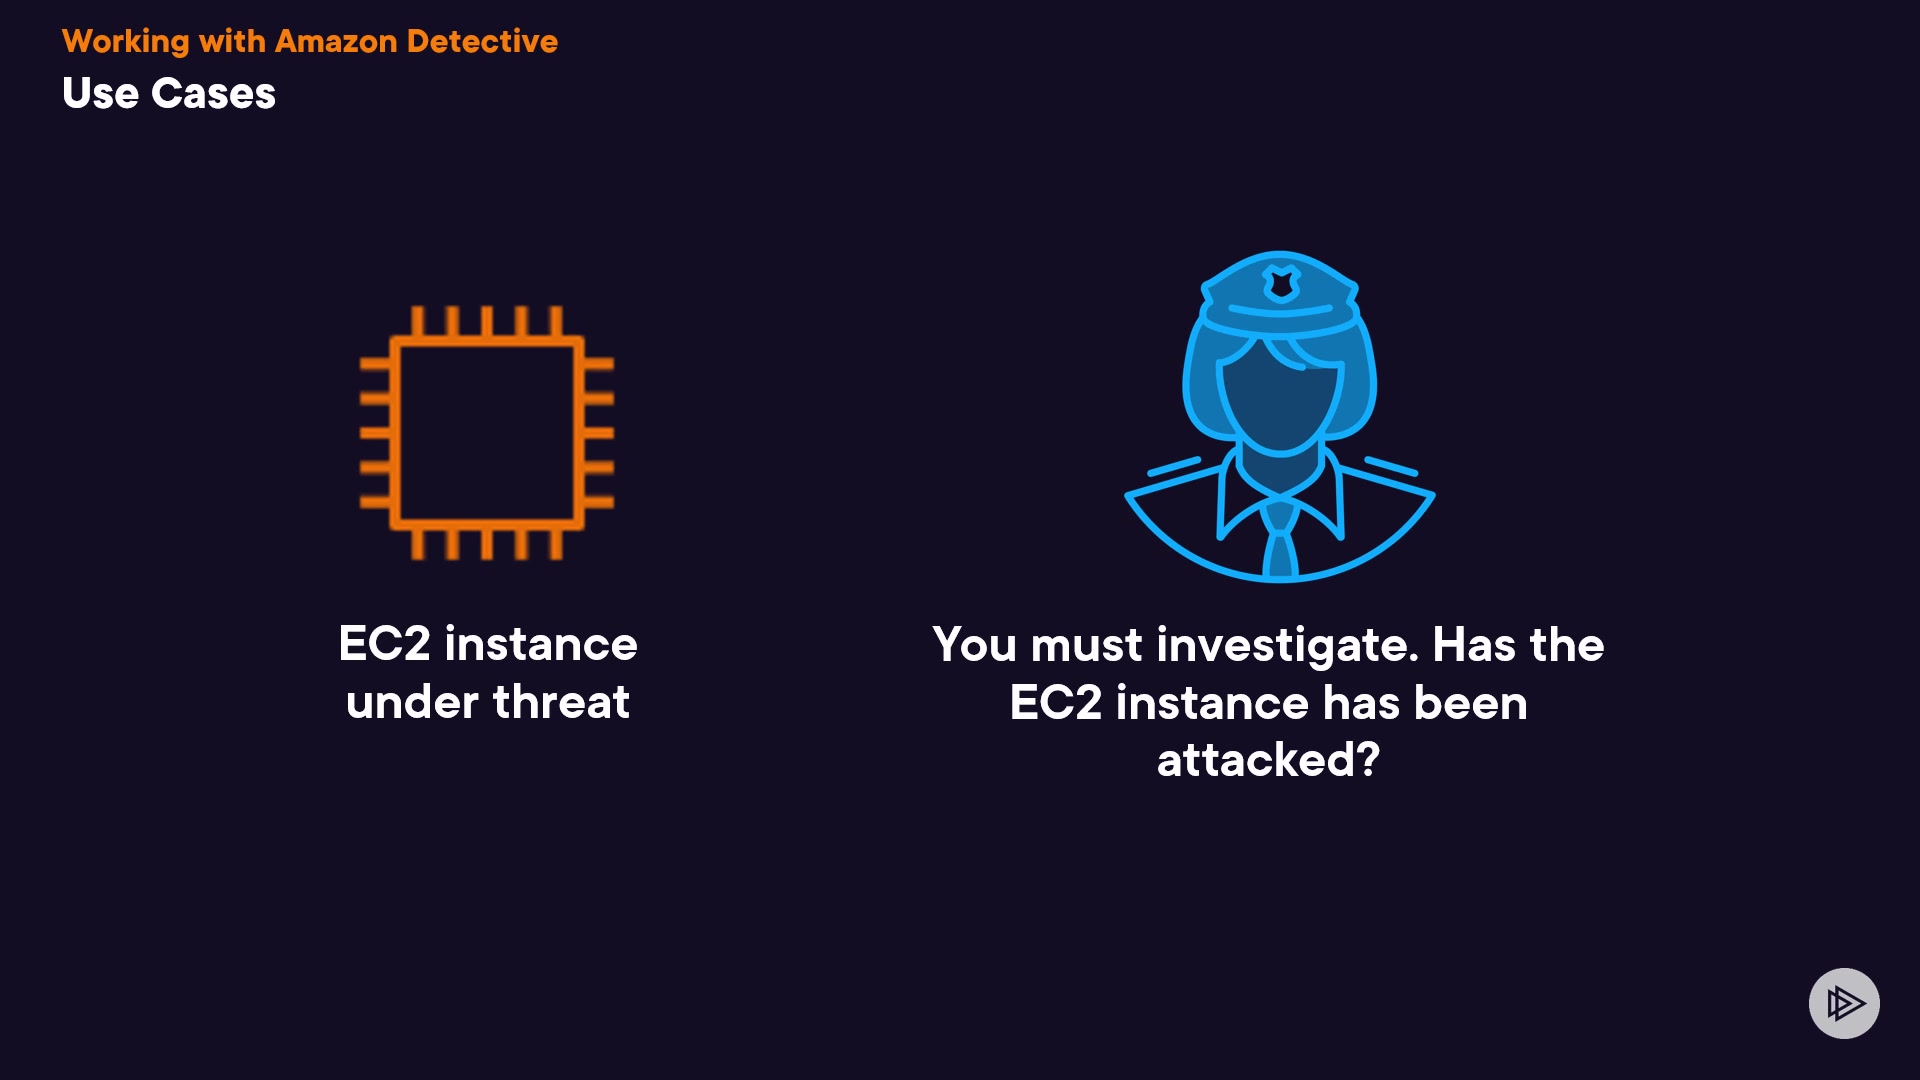 Working with Amazon Detective
Use Cases
EC2 instance
under threat
You must investigate. Has the
EC2 instance has been
attacked?